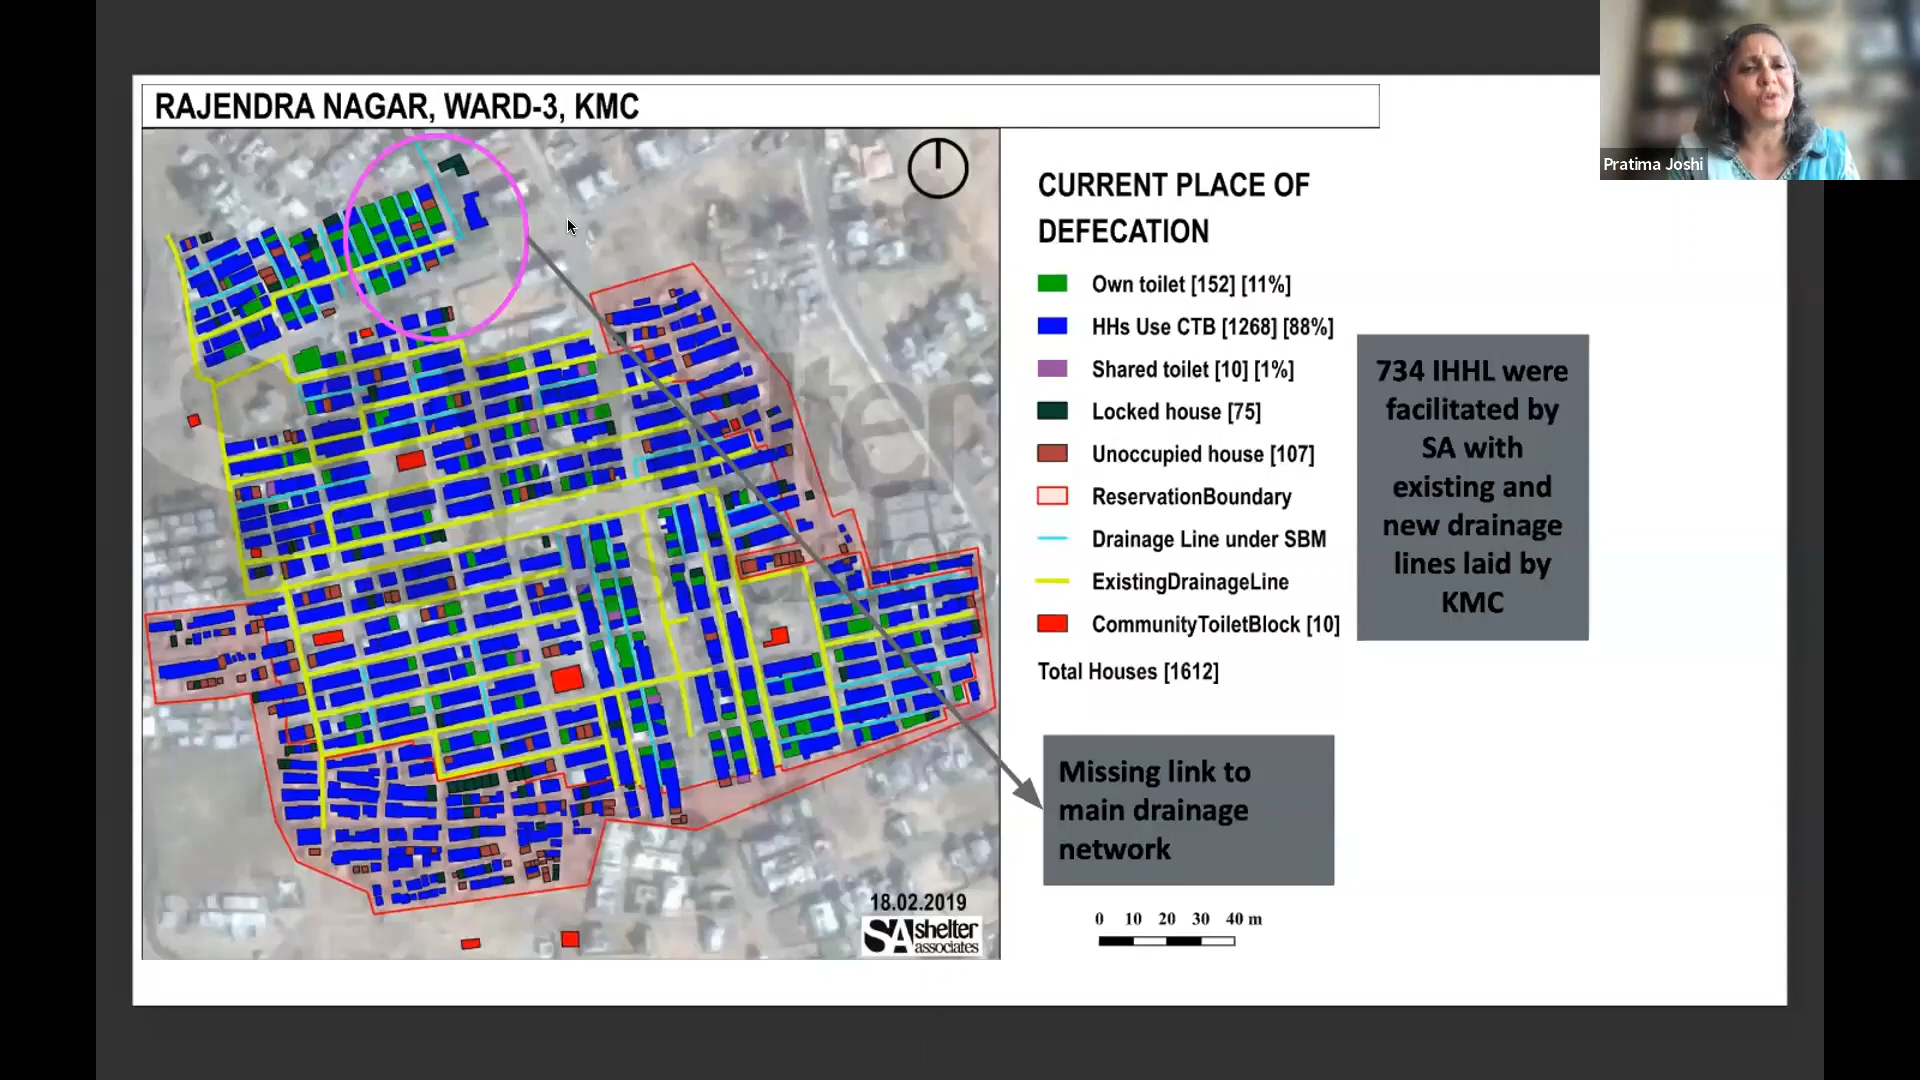 RAJENDRA NAGAR, WARD-3, KMC
Pratima Joshi
CURRENT PLACE OF
DEFECATION
Own toilet [152] [11%]
HHs Use CTB [1268] [88%]
Shared toilet [10] [1%]
Locked house [75]
Unoccupied house [107]
ReservationBoundary
Drainage Line under SBM
ExistingDrainageLine
CommunityToiletBlock [10]
Total Houses [1612]
734 IHHL were
facilitated by
SA with
existing and
new drainage
lines laid by
KMC
Missing link to
main drainage
network
0 10 20 30 40 m
18.02.2019
SA shelter
associates